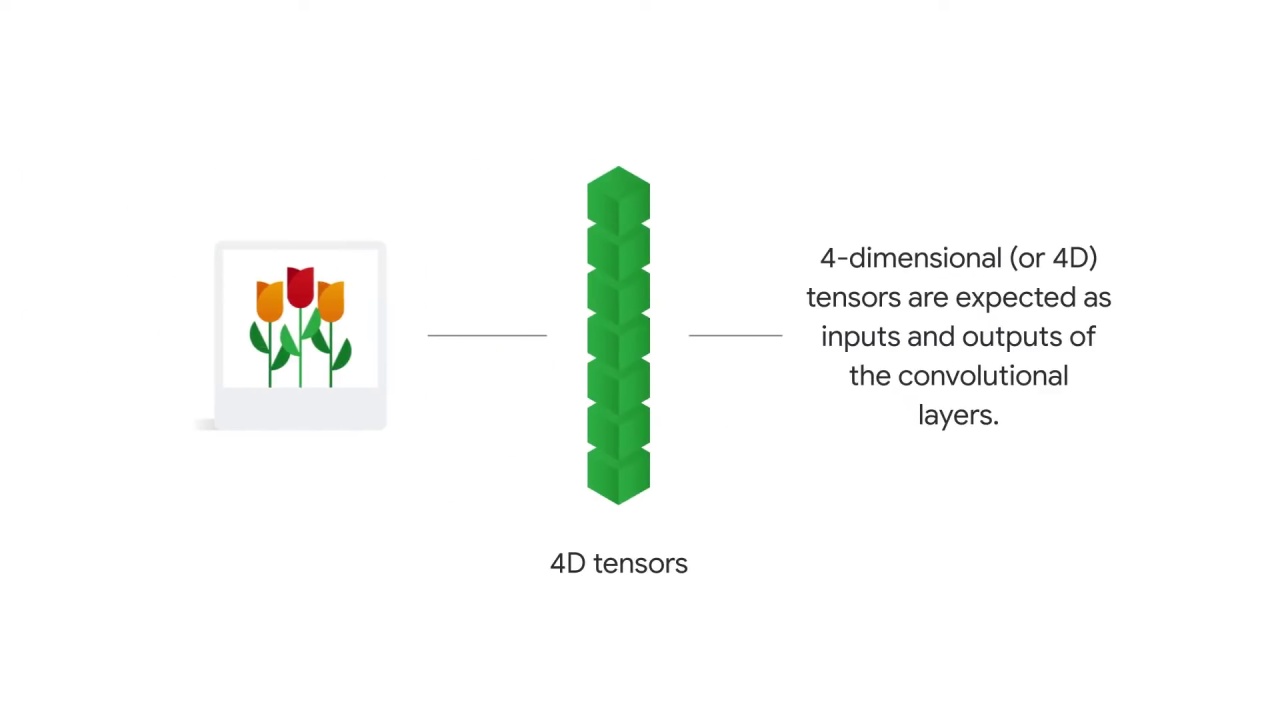 4-dimensional (or 4D)
tensors are expected as
inputs and outputs of
the convolutional
layers.
4D tensors